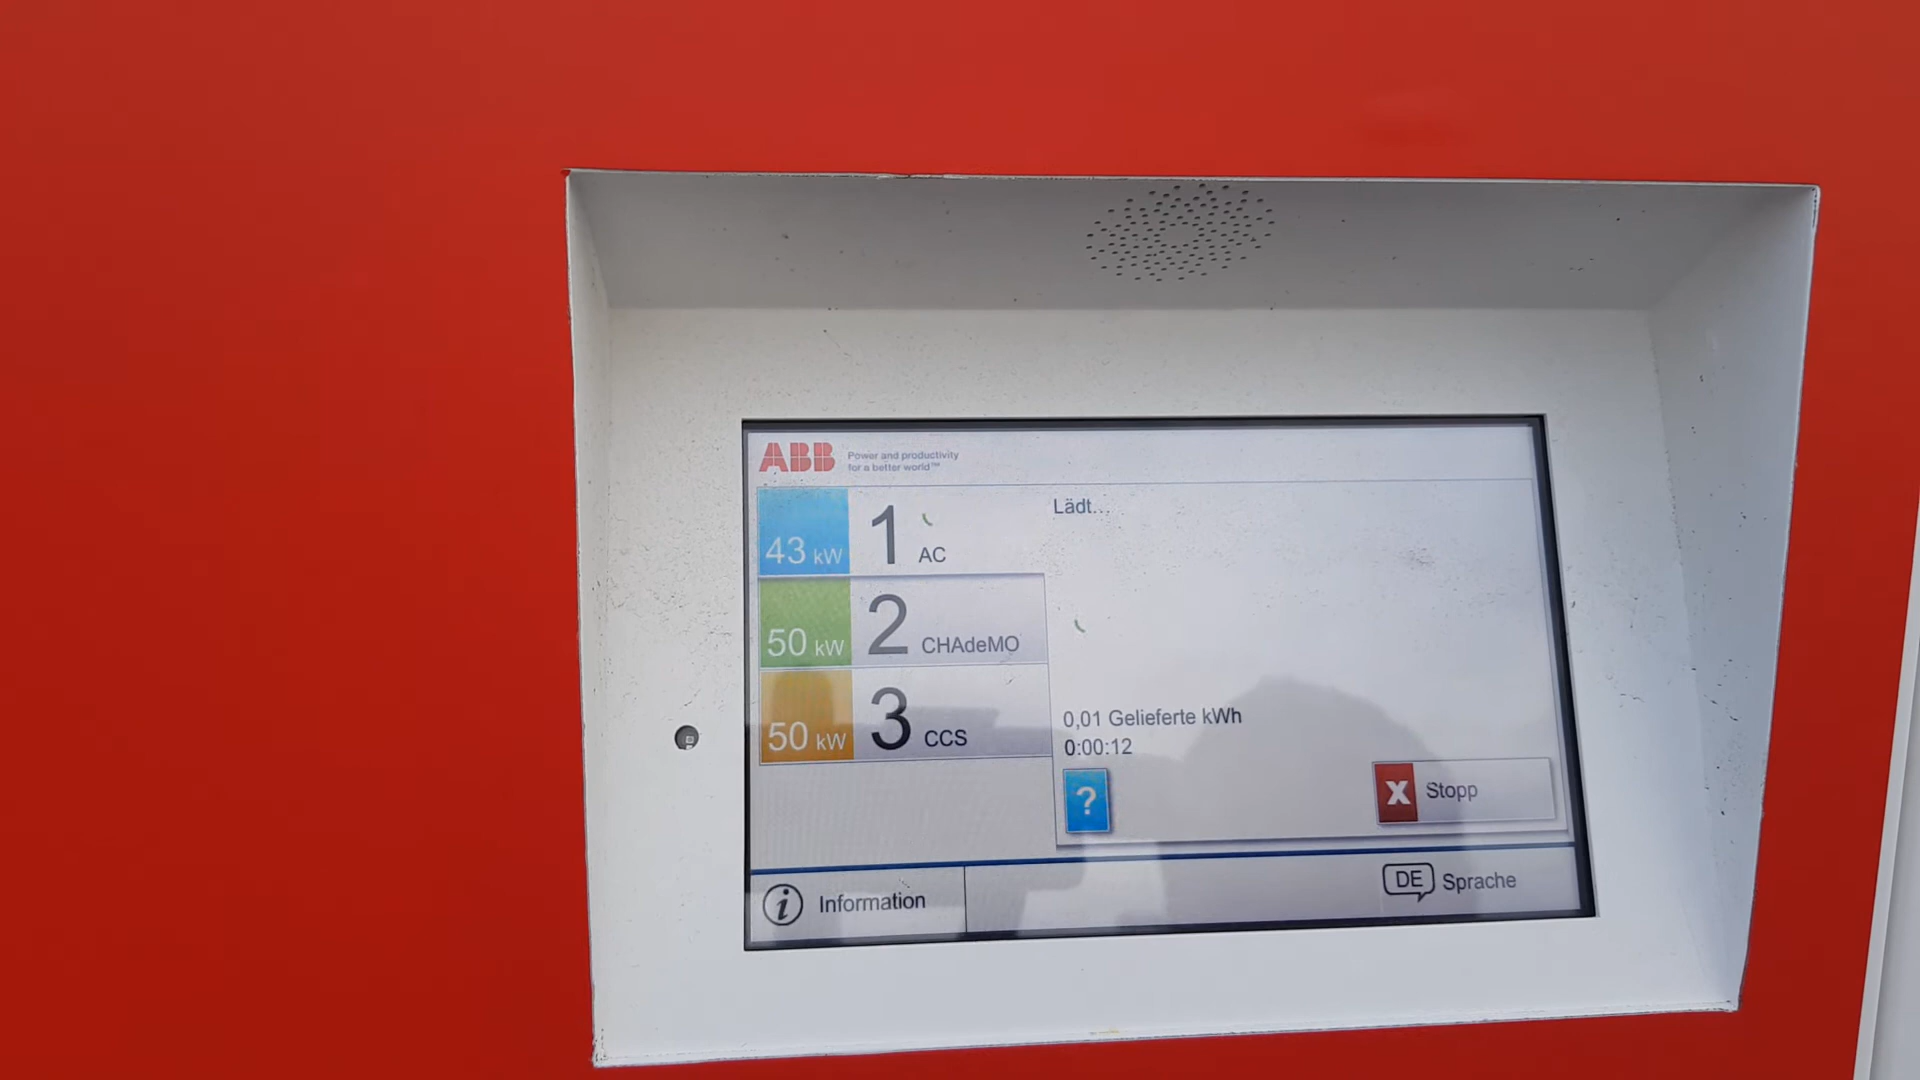 ABB Power and productivity
for a better world™
43 kW 1 AC
50 kW 2 CHAdeMO
50 kW 3 CCS
Lädt...
0,01 Gelieferte kWh
0:00:12
? X Stopp
i Information
DE Sprache